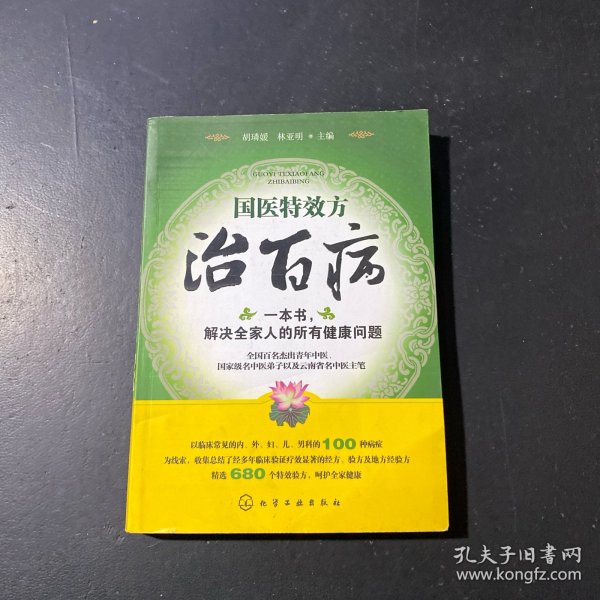 胡琦媛 林亚明 主编
GUOYI TEXIAOFANG
ZHIBAIBING
国医特效方
治百病
一本书，
解决全家人的所有健康问题
全国百名杰出青年中医、
国家级名中医弟子以及云南省名中医主笔
以临床常见的内、外、妇、儿、男科的100种病症
为线索，收集总结了经多年临床验证疗效显著的经方、验方及地方经验方
精选680个特效验方，呵护全家健康
化学工业出版社
孔夫子旧书网
www.kongfz.com